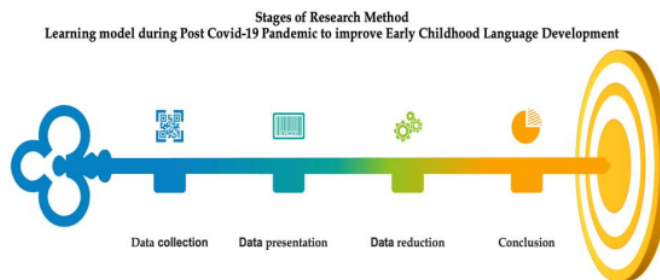 Stages of Research Method
Learning model during Post Covid-19 Pandemic to improve Early Childhood Language Development
Data collection
Data presentation
Data reduction
Conclusion